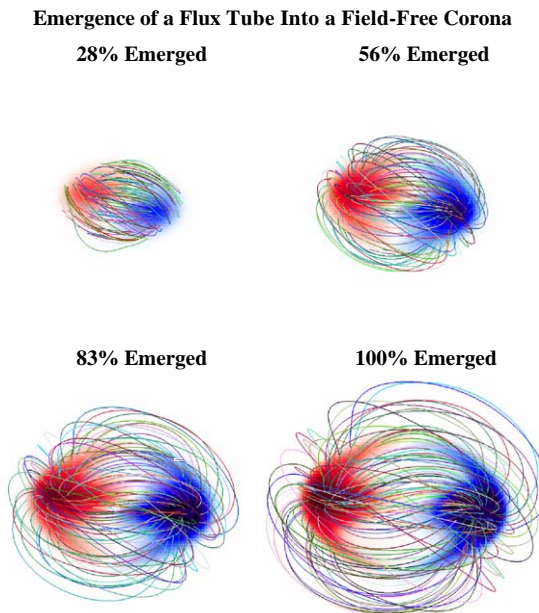 Emergence of a Flux Tube Into a Field-Free Corona
28% Emerged
56% Emerged
83% Emerged
100% Emerged